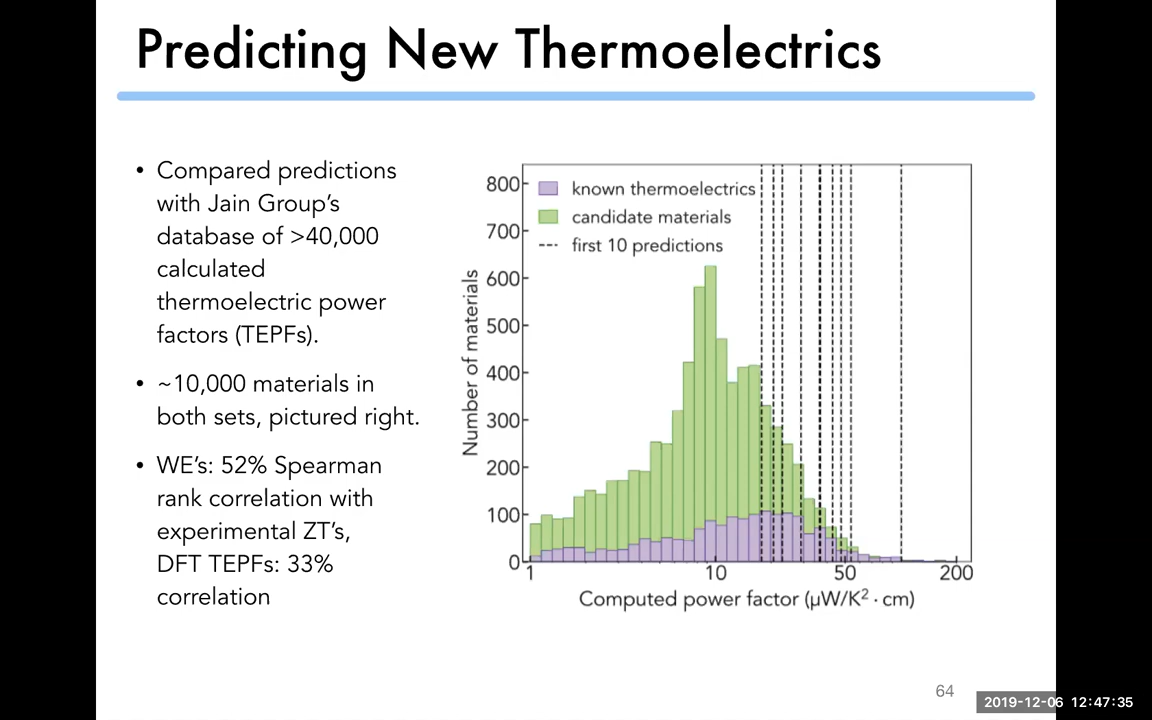 Predicting New Thermoelectrics
• Compared predictions
with Jain Group's
database of >40,000
calculated
thermoelectric power
factors (TEPFs).
• ~10,000 materials in
both sets, pictured right.
• WE's: 52% Spearman
rank correlation with
experimental ZT's,
DFT TEPFs: 33%
correlation
known thermoelectrics
candidate materials
first 10 predictions
Number of materials
800
700
600
500
400
300
200
100
0
1 10 50 200
Computed power factor (μW/K² · cm)
64
2019-12-06 12:47:35